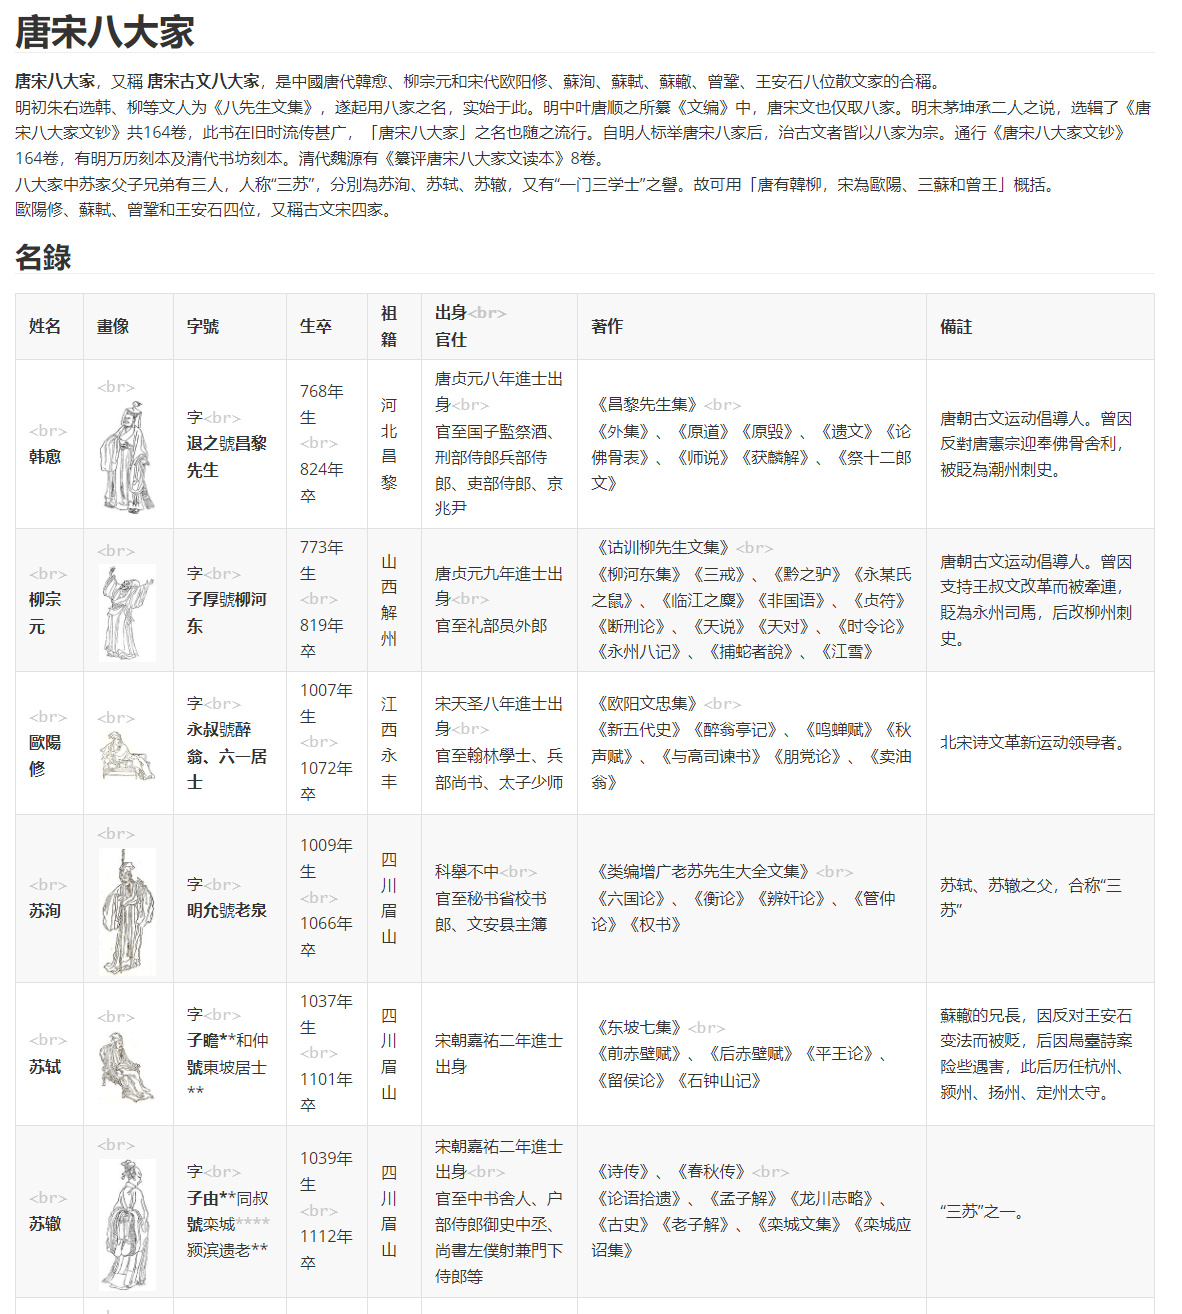 唐宋八大家
唐宋八大家，又稱 唐宋古文八大家，是中國唐代韓愈、柳宗元和宋代欧阳修、蘇洵、蘇軾、蘇轍、曾鞏、王安石八位散文家的合稱。
明初朱右选韩、柳等文人为《八先生文集》，遂起用八家之名，实始于此。明中叶唐顺之所纂《文编》中，唐宋文也仅取八家。明末茅坤承二人之说，选辑了《唐
宋八大家文钞》共164卷，此书在旧时流传甚广，「唐宋八大家」之名也随之流行。自明人标举唐宋八家后，治古文者皆以八家为宗。通行《唐宋八大家文钞》
164卷，有明万历刻本及清代书坊刻本。清代魏源有《纂评唐宋八大家文读本》8卷。
八大家中苏家父子兄弟有三人，人称“三苏”，分別為苏洵、苏轼、苏辙，又有“一门三学士”之譽。故可用「唐有韓柳，宋為歐陽、三蘇和曾王」概括。
歐陽修、蘇軾、曾鞏和王安石四位，又稱古文宋四家。
名錄
姓名
畫像
字號
生卒
祖
籍
出身<br>
官仕
著作
備註
<br>
韩愈
<br>
字<br>
退之號昌黎
先生
768年
生
<br>
824年
卒
河
北
昌
黎
唐贞元八年進士出
身<br>
官至国子監祭酒、
刑部侍郎兵部侍
郎、吏部侍郎、京
兆尹
《昌黎先生集》<br>
《外集》、《原道》《原毁》、《遗文》《论
佛骨表》、《师说》《获麟解》、《祭十二郎
文》
唐朝古文运动倡導人。曾因
反對唐憲宗迎奉佛骨舍利，
被貶為潮州刺史。
<br>
柳宗
元
<br>
字<br>
子厚號柳河
东
773年
生
<br>
819年
卒
山
西
解
州
唐贞元九年進士出
身<br>
官至礼部员外郎
《诂训柳先生文集》<br>
《柳河东集》《三戒》、《黔之驴》《永某氏
之鼠》、《临江之麋》《非国语》、《贞符》
《断刑论》、《天说》《天对》、《时令论》
《永州八记》、《捕蛇者說》、《江雪》
唐朝古文运动倡導人。曾因
支持王叔文改革而被牽連，
貶為永州司馬，后改柳州刺
史。
<br>
歐陽
修
<br>
字<br>
永叔號醉
翁、六一居
士
1007年
生
<br>
1072年
卒
江
西
永
丰
宋天圣八年進士出
身<br>
官至翰林學士、兵
部尚书、太子少师
《欧阳文忠集》<br>
《新五代史》《醉翁亭记》、《鸣蝉赋》《秋
声赋》、《与高司谏书》《朋党论》、《卖油
翁》
北宋诗文革新运动领导者。
<br>
苏洵
<br>
字<br>
明允號老泉
1009年
生
<br>
1066年
卒
四
川
眉
山
科舉不中<br>
官至秘书省校书
郎、文安县主簿
《类编增广老苏先生大全文集》<br>
《六国论》、《衡论》《辨奸论》、《管仲
论》《权书》
苏轼、苏辙之父，合称“三
苏”
<br>
苏轼
<br>
字<br>
子瞻**和仲
號東坡居士
**
1037年
生
<br>
1101年
卒
四
川
眉
山
宋朝嘉祐二年進士
出身
《东坡七集》<br>
《前赤壁赋》、《后赤壁赋》《平王论》、
《留侯论》《石钟山记》
蘇轍的兄長，因反对王安石
变法而被贬，后因烏臺詩案
险些遇害，此后历任杭州、
颍州、扬州、定州太守。
<br>
苏辙
<br>
字<br>
子由**同叔
號栾城****
颍滨遗老**
1039年
生
<br>
1112年
卒
四
川
眉
山
宋朝嘉祐二年進士
出身<br>
官至中书舍人、户
部侍郎御史中丞、
尚書左僕射兼門下
侍郎等
《诗传》、《春秋传》<br>
《论语拾遗》、《孟子解》《龙川志略》、
《古史》《老子解》、《栾城文集》《栾城应
诏集》
“三苏”之一。